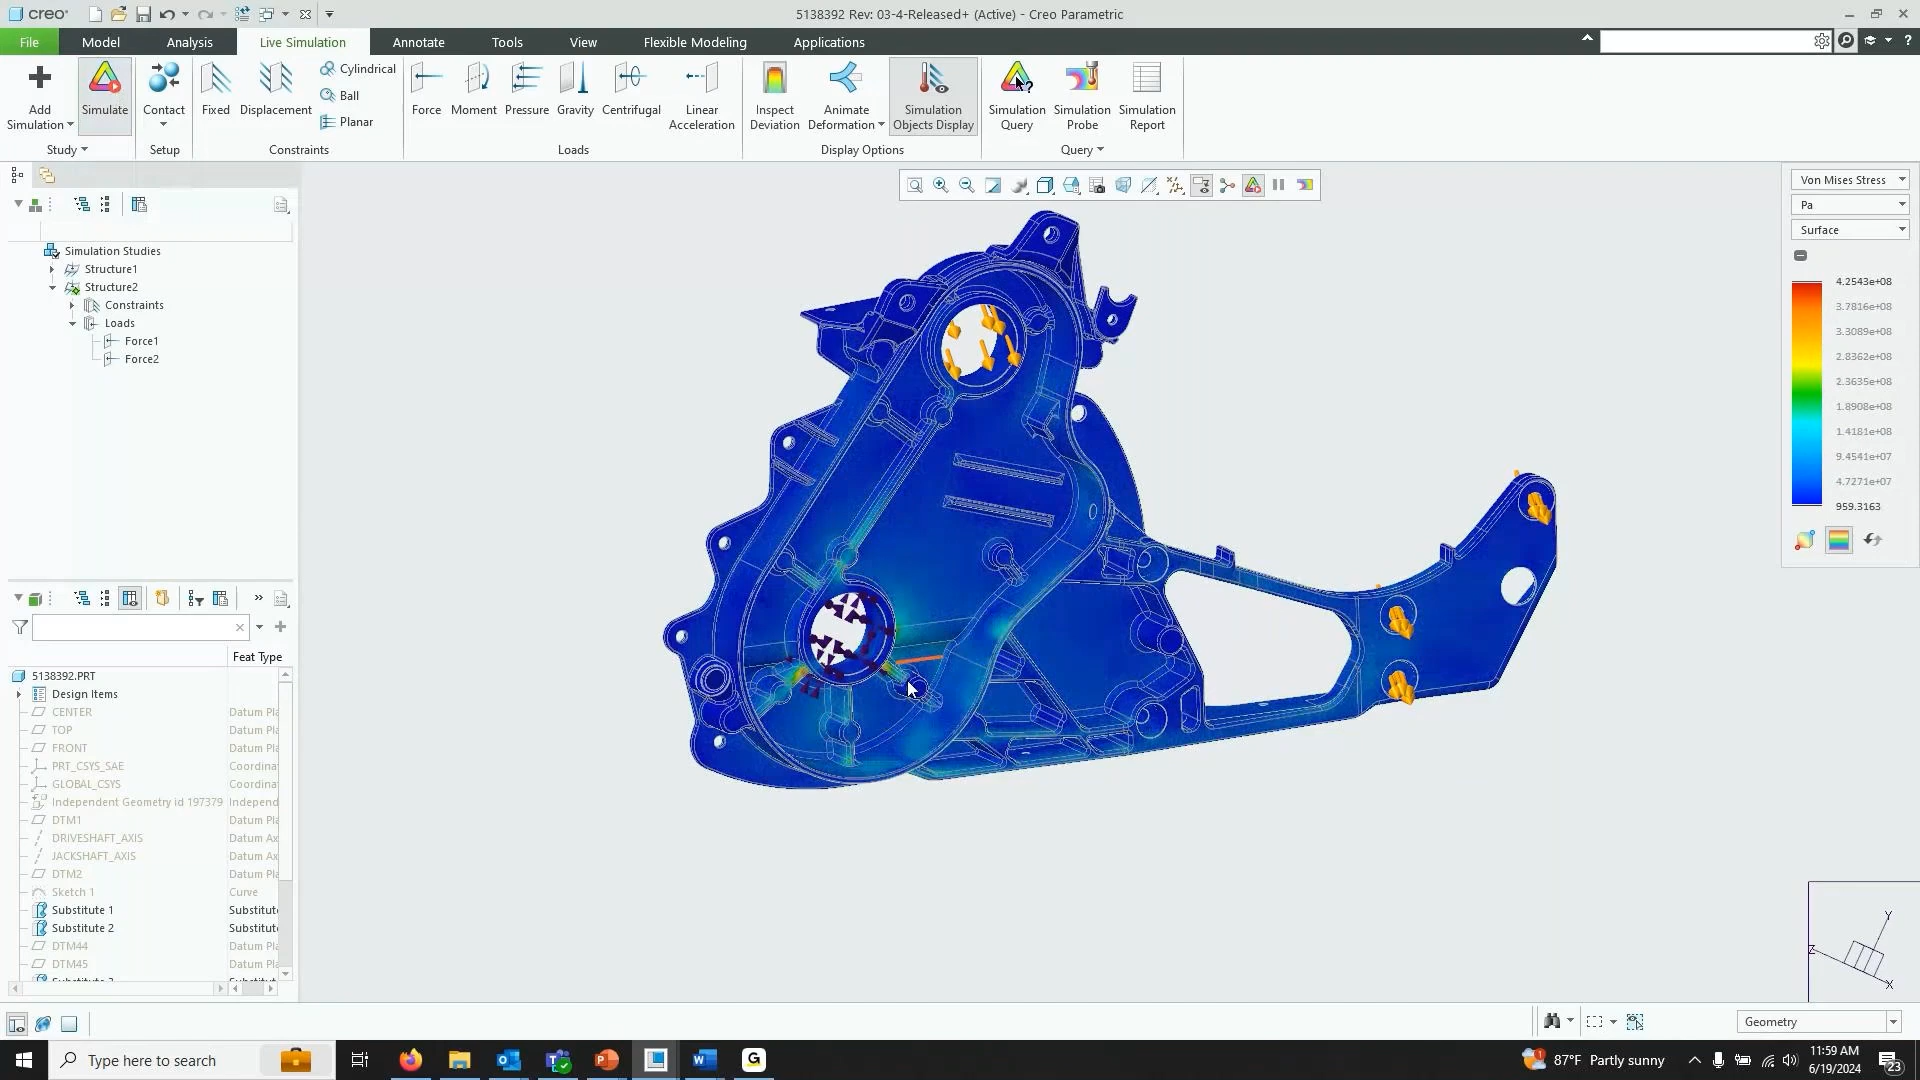 creo
5138392 Rev: 03-4-Released+ (Active) - Creo Parametric
File
Model
Analysis
Live Simulation
Annotate
Tools
View
Flexible Modeling
Applications
Add
Simulation
Simulate
Contact
Fixed
Displacement
Cylindrical
Ball
Planar
Force
Moment
Pressure
Gravity
Centrifugal
Linear
Acceleration
Inspect
Deviation
Animate
Deformation
Simulation
Objects Display
Simulation
Query
Simulation
Probe
Simulation
Report
Study
Setup
Constraints
Loads
Display Options
Query
Simulation Studies
Structure1
Structure2
Constraints
Loads
Force1
Force2
Von Mises Stress
Pa
Surface
4.2543e+08
3.7816e+08
3.3089e+08
2.8362e+08
2.3635e+08
1.8908e+08
1.4181e+08
9.4541e+07
4.7271e+07
959.3163
Feat Type
5138392.PRT
Design Items
CENTER Datum Pla
TOP Datum Pla
FRONT Datum Pla
PRT_CSYS_SAE Coordina
GLOBAL_CSYS Coordina
Independent Geometry id 197379 Independ
DTM1 Datum Pla
DRIVESHAFT_AXIS Datum Ax
JACKSHAFT_AXIS Datum Ax
DTM2 Datum Pla
Sketch 1 Curve
Substitute 1 Substitut
Substitute 2 Substitut
DTM44 Datum Pla
DTM45 Datum Pla
Y
Z
X
Geometry
Type here to search
87°F Partly sunny
11:59 AM
6/19/2024
23